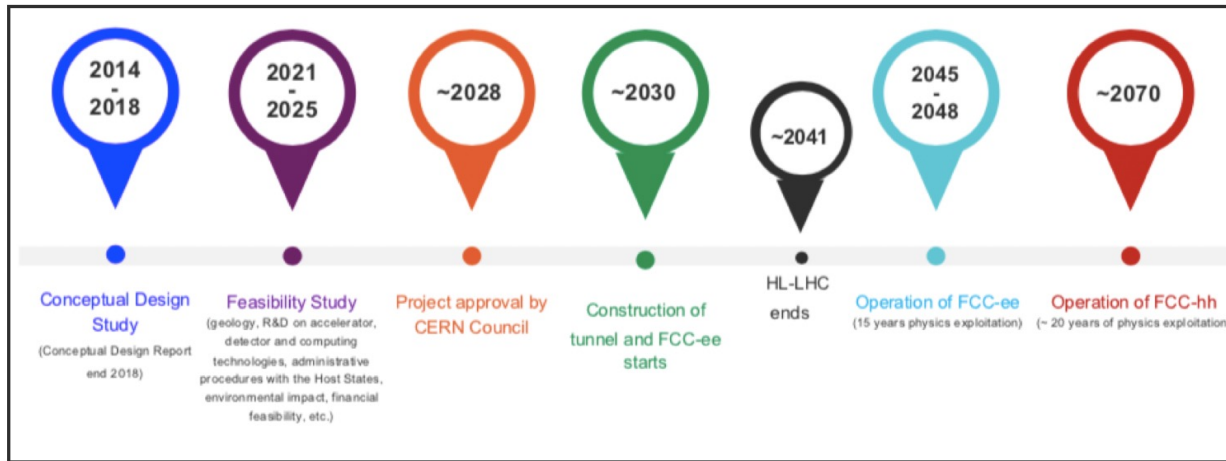 2014
-
2018
2021
-
2025
~2028
~2030
~2041
2045
-
2048
~2070
Conceptual Design
Study
(Conceptual Design Report
end 2018)
Feasibility Study
(geology, R&D on accelerator,
detector and computing
technologies, administrative
procedures with the Host States,
environmental impact, financial
feasibility, etc.)
Project approval by
CERN Council
Construction of
tunnel and FCC-ee
starts
HL-LHC
ends
Operation of FCC-ee
(15 years physics exploitation)
Operation of FCC-hh
(~ 20 years of physics exploitation